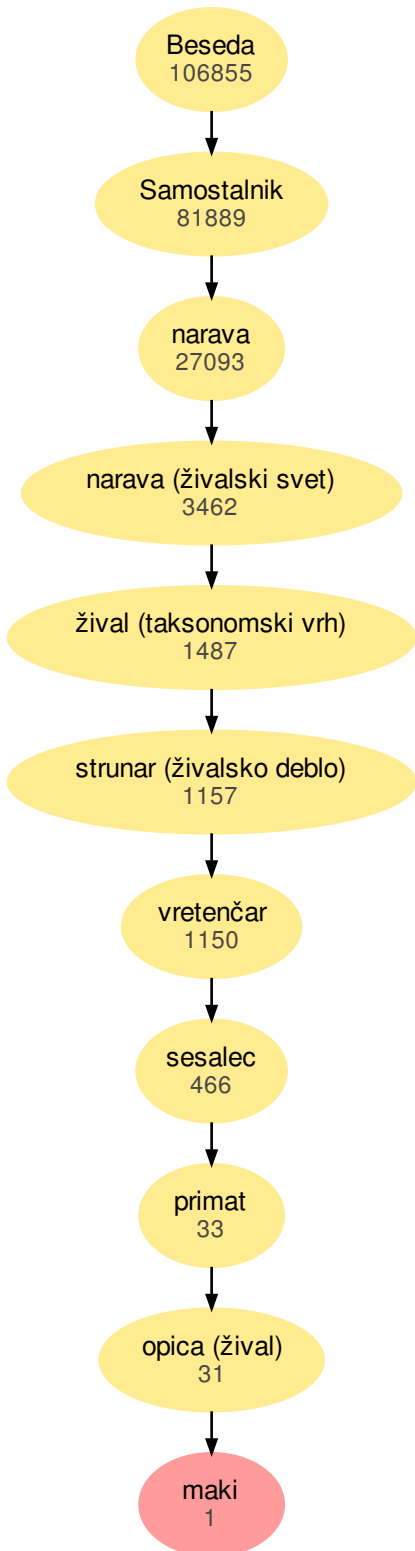 Beseda
106855
Samostalnik
81889
narava
27093
narava (živalski svet)
3462
žival (taksonomski vrh)
1487
strunar (živalsko deblo)
1157
vretenčar
1150
sesalec
466
primat
33
opica (žival)
31
maki
1